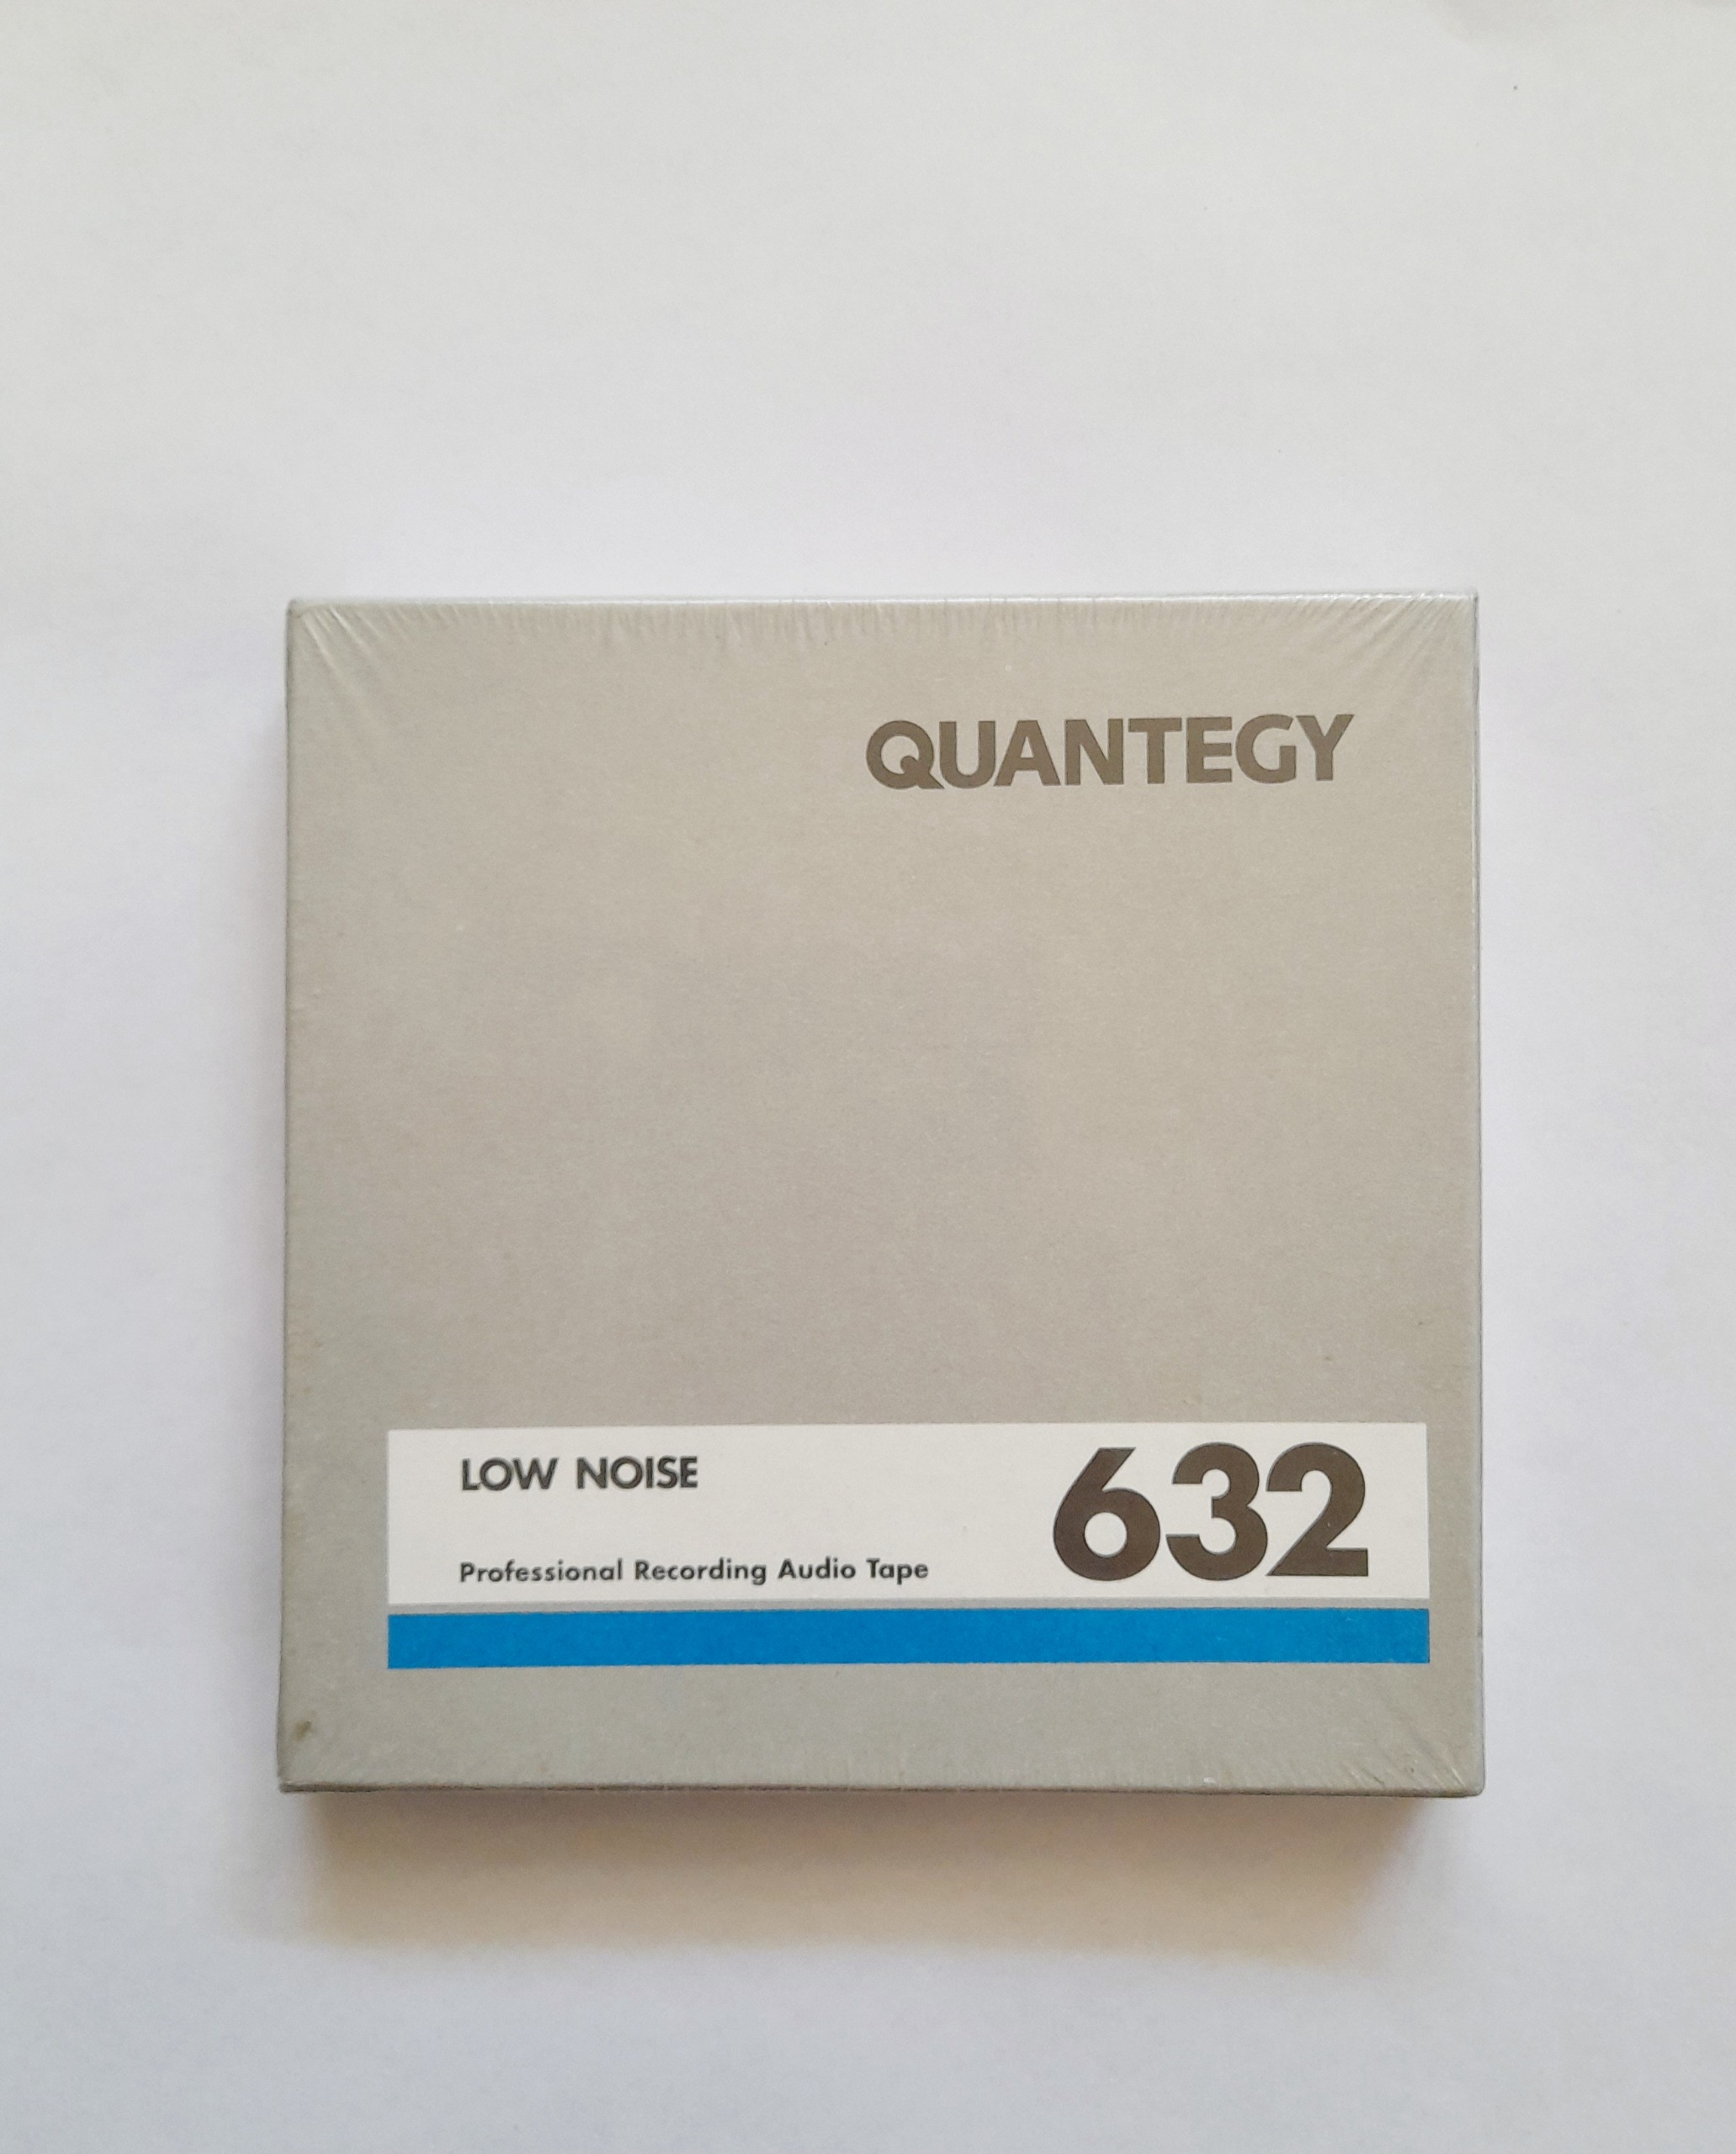 QUANTEGY
LOW NOISE
632
Professional Recording Audio Tape